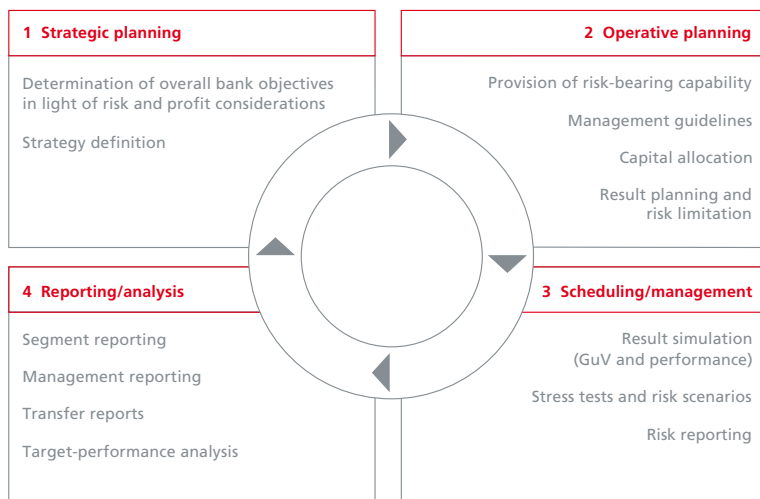 1 Strategic planning
Determination of overall bank objectives
in light of risk and profit considerations
Strategy definition
2 Operative planning
Provision of risk-bearing capability
Management guidelines
Capital allocation
Result planning and
risk limitation
3 Scheduling/management
Result simulation
(GuV and performance)
Stress tests and risk scenarios
Risk reporting
4 Reporting/analysis
Segment reporting
Management reporting
Transfer reports
Target-performance analysis